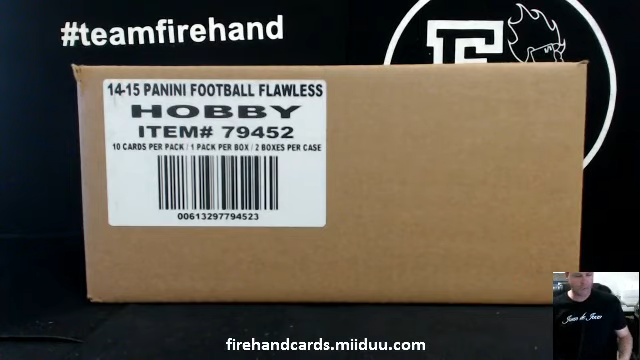 #teamfirehand
F
14-15 PANINI FOOTBALL FLAWLESS
HOBBY
ITEM# 79452
10 CARDS PER PACK / 1 PACK PER BOX / 2 BOXES PER CASE
00613297794523
firehandcards.miiduu.com